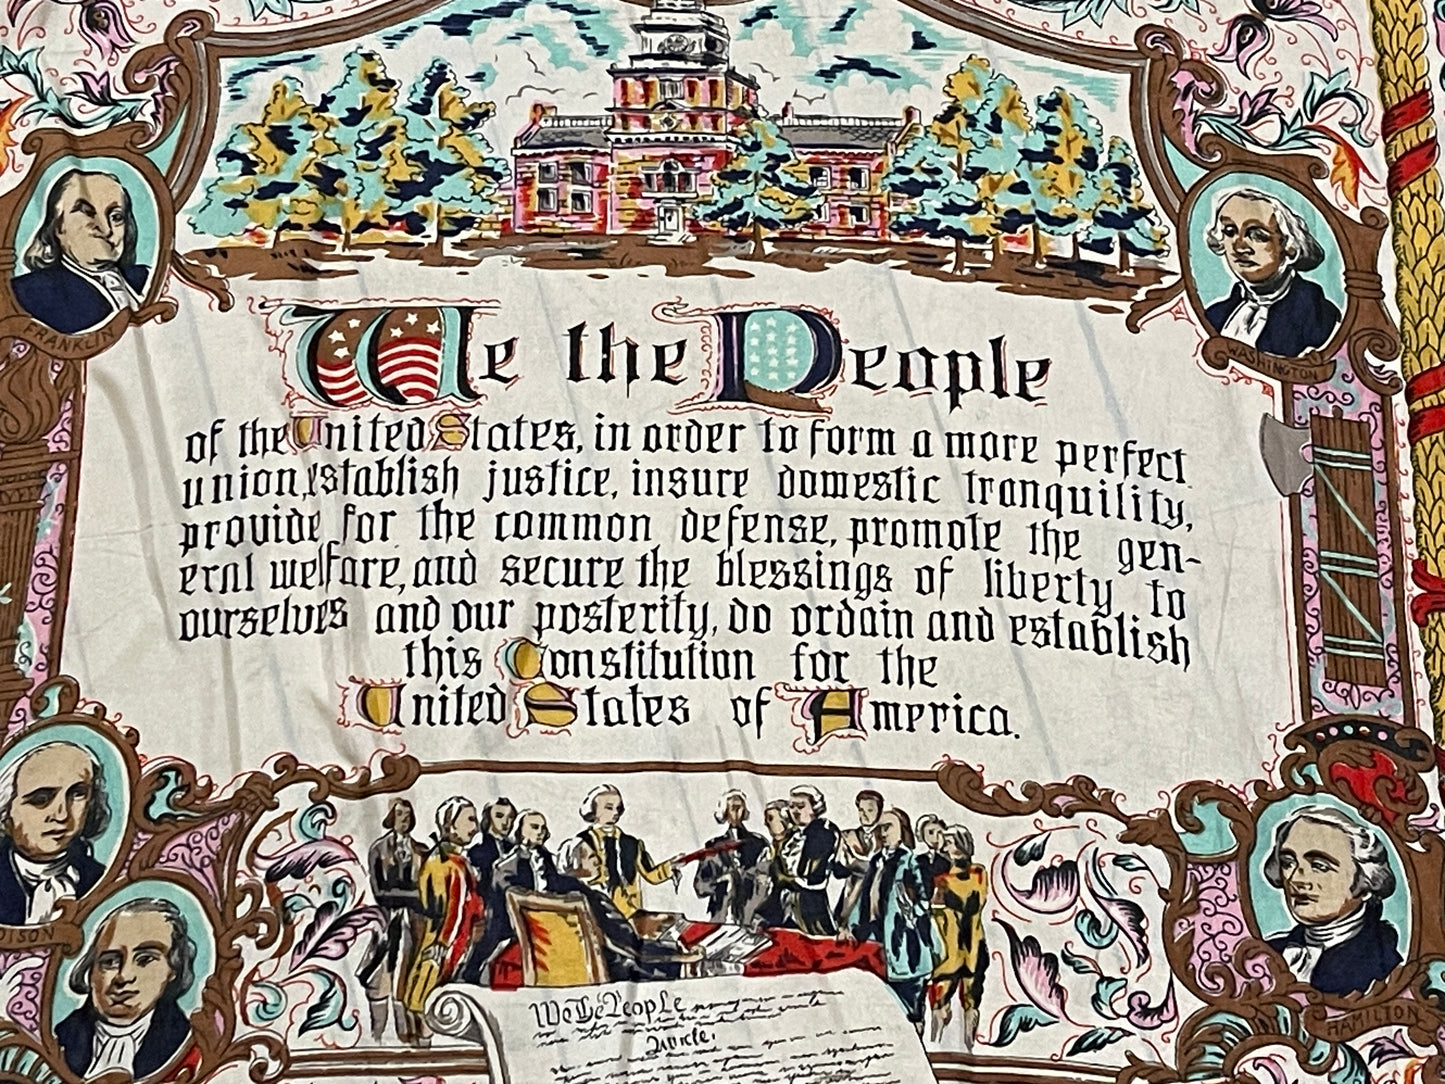 FRANKLIN
WASHINGTON
We the People
of the United States, in order to form a more perfect
union, establish justice, insure domestic tranquility,
provide for the common defense, promote the gen-
eral welfare, and secure the blessings of liberty to
ourselves and our posterity, do ordain and establish
this Constitution for the
United States of America.
HAMILTON
We The People
Article.